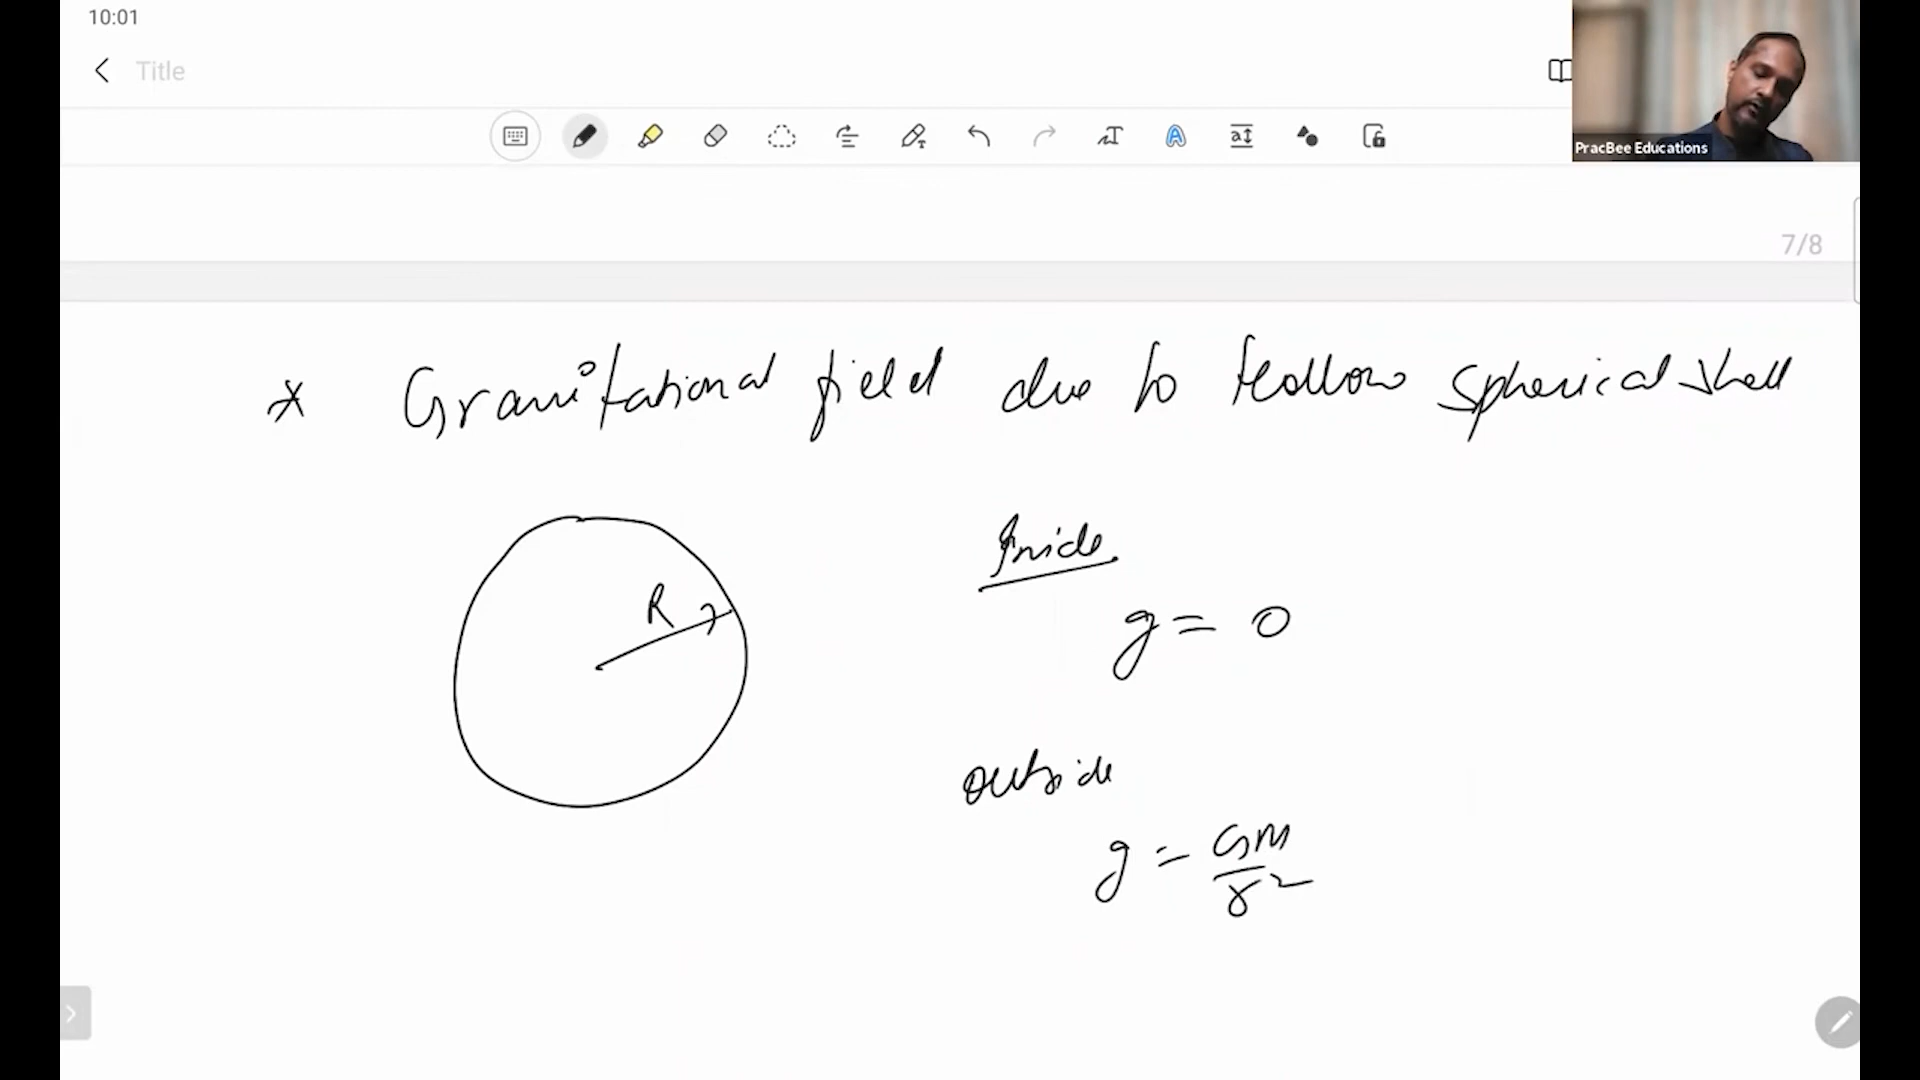 10:01
Title
PracBee Educations
7/8
* Gravitational field due to Hollow Spherical shell
R
Inside
g = 0
outside
g = GM/r²